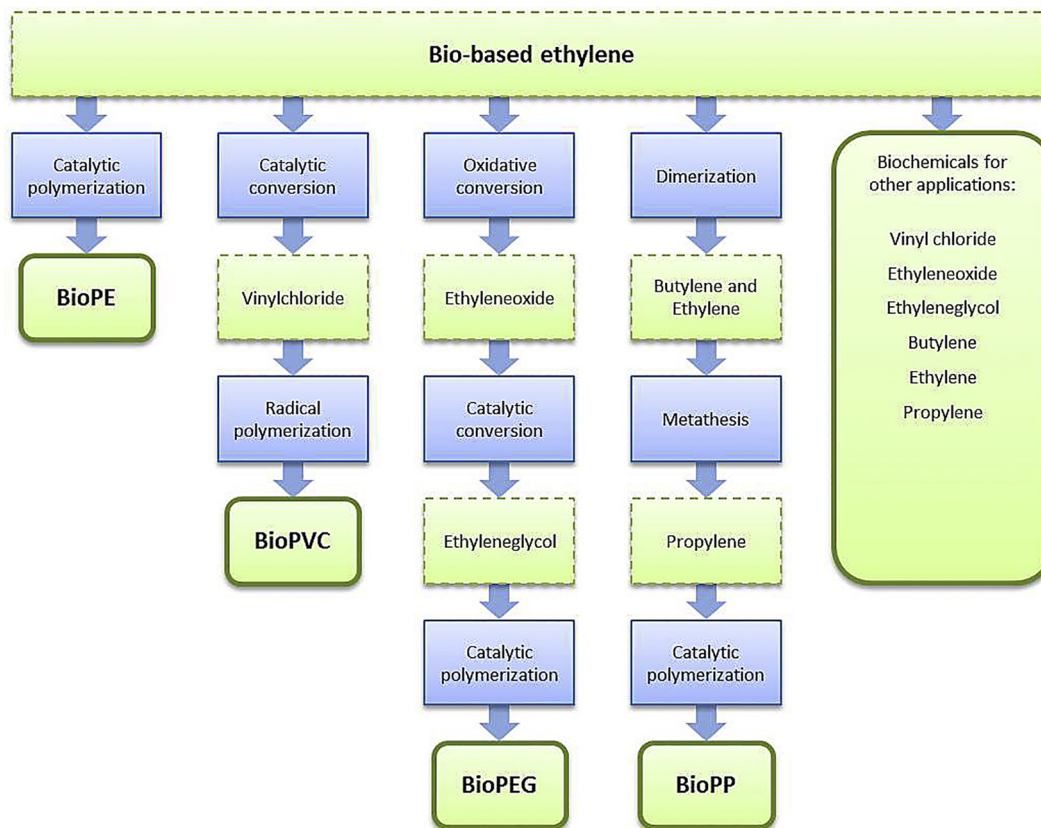 Bio-based ethylene
Catalytic
polymerization
BioPE
Catalytic
conversion
Vinylchloride
Radical
polymerization
BioPVC
Oxidative
conversion
Ethyleneoxide
Catalytic
conversion
Ethyleneglycol
Catalytic
polymerization
BioPEG
Dimerization
Butylene and
Ethylene
Metathesis
Propylene
Catalytic
polymerization
BioPP
Biochemicals for
other applications:
Vinyl chloride
Ethyleneoxide
Ethyleneglycol
Butylene
Ethylene
Propylene